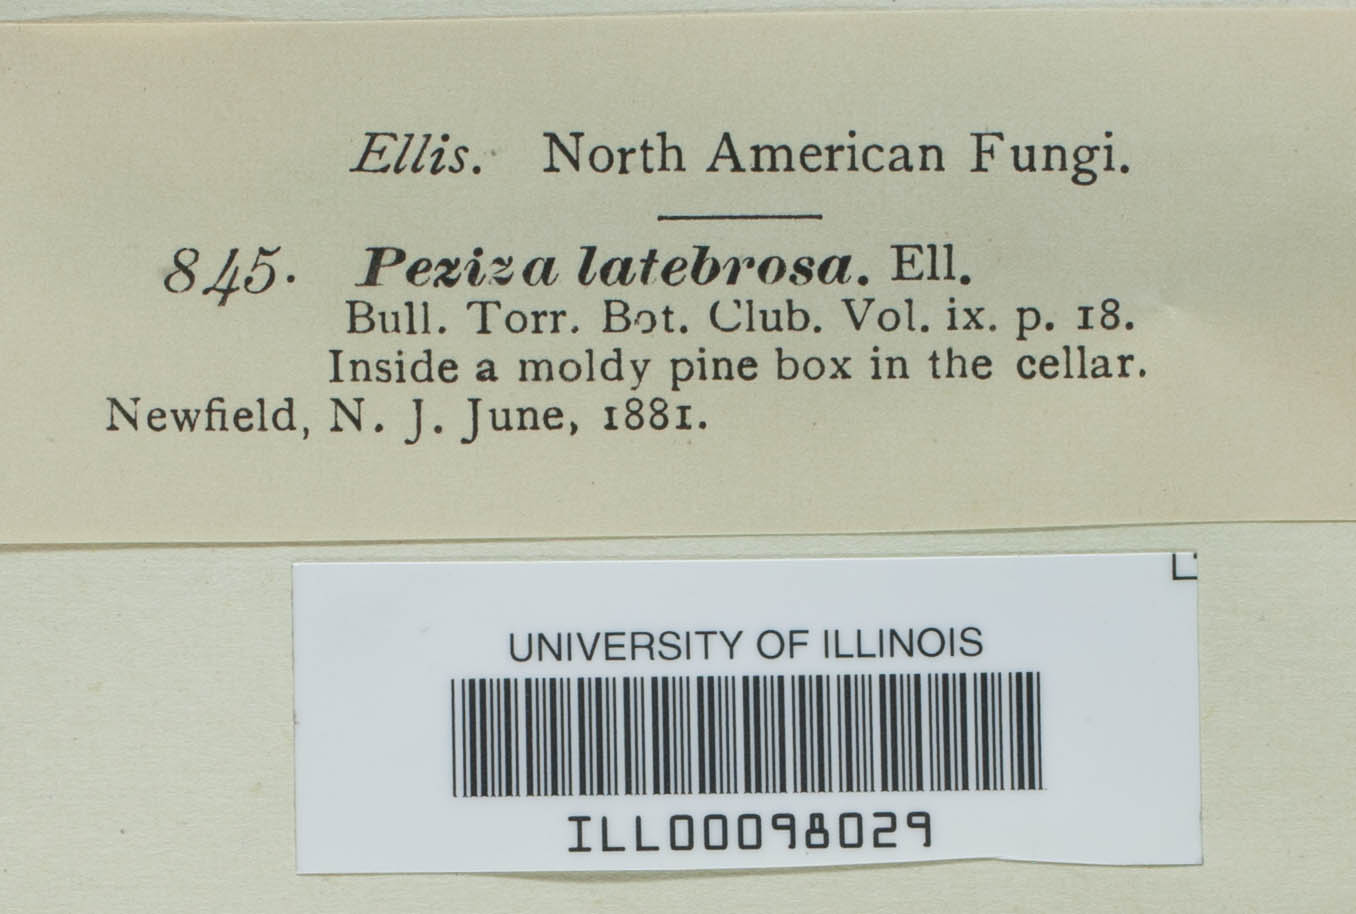 Ellis. North American Fungi.
845. Peziza latebrosa. Ell.
Bull. Torr. Bot. Club. Vol. ix. p. 18.
Inside a moldy pine box in the cellar.
Newfield, N. J. June, 1881.
UNIVERSITY OF ILLINOIS
ILL00098029